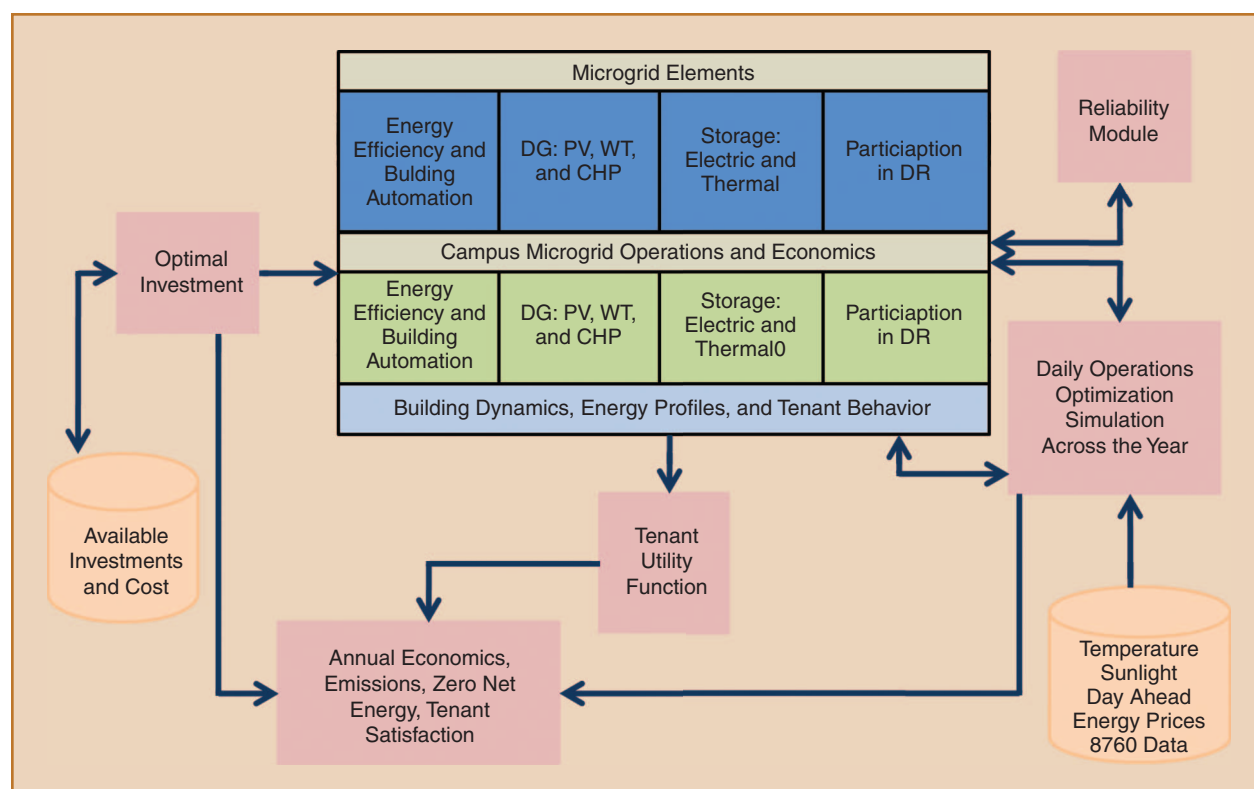 Microgrid Elements
Energy
Efficiency and
Bulding
Automation
DG: PV, WT,
and CHP
Storage:
Electric and
Thermal
Particiaption
in DR
Reliability
Module
Optimal
Investment
Campus Microgrid Operations and Economics
Energy
Efficiency and
Building
Automation
DG: PV, WT,
and CHP
Storage:
Electric and
Thermal0
Particiaption
in DR
Building Dynamics, Energy Profiles, and Tenant Behavior
Daily Operations
Optimization
Simulation
Across the Year
Available
Investments
and Cost
Tenant
Utility
Function
Annual Economics,
Emissions, Zero Net
Energy, Tenant
Satisfaction
Temperature
Sunlight
Day Ahead
Energy Prices
8760 Data